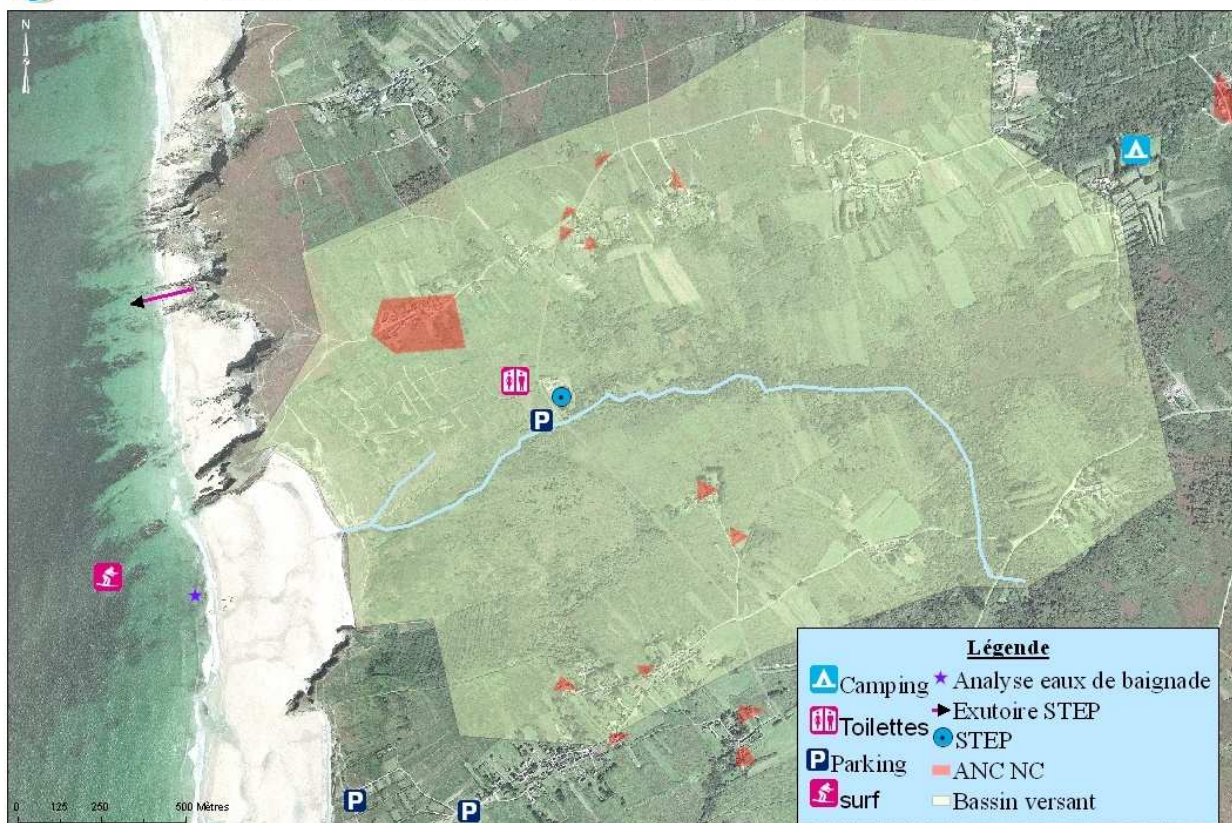 N
P
P
P
0 125 250 500 Mètres
Légende
Camping
Analyse eaux de baignade
Exutoire STEP
Toilettes
STEP
P Parking
ANC NC
surf
Bassin versant